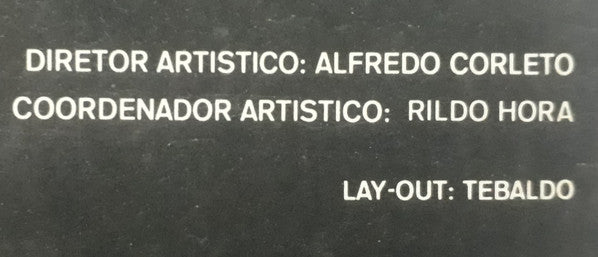 DIRETOR ARTISTICO: ALFREDO CORLETO
COORDENADOR ARTISTICO: RILDO HORA
LAY-OUT: TEBALDO